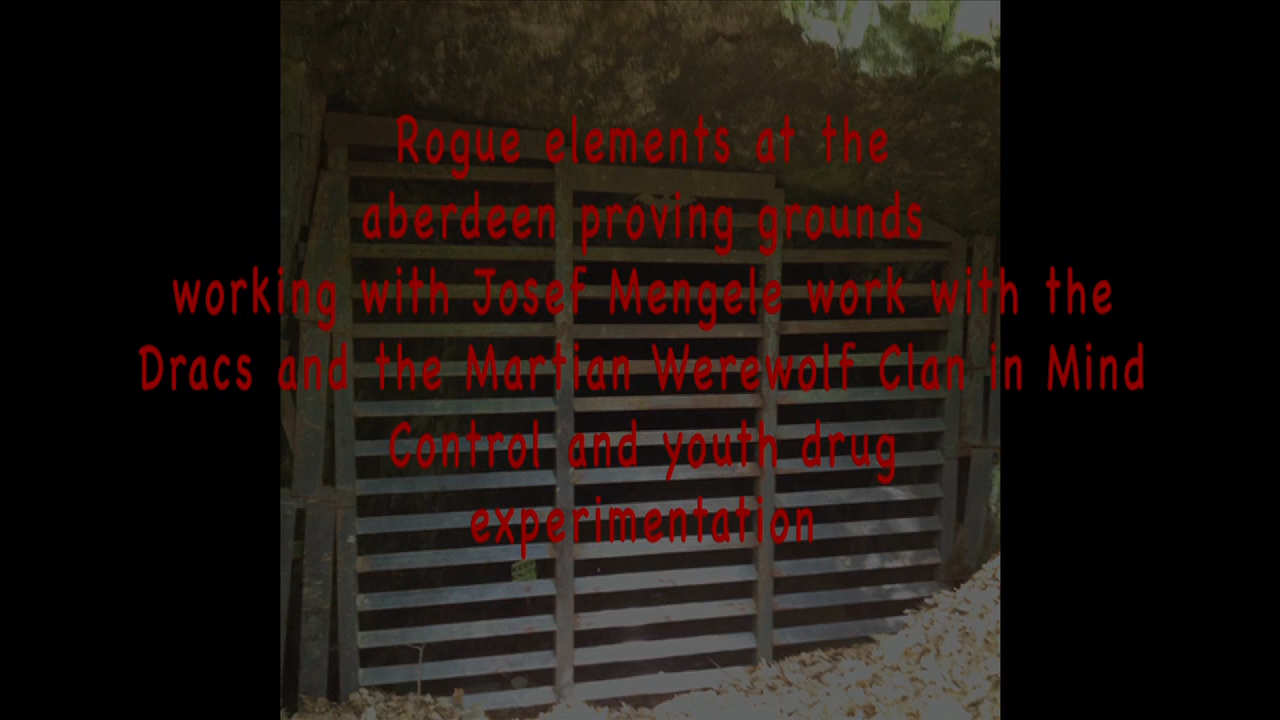 Rogue elements at the
aberdeen proving grounds
working with Josef Mengele work with the
Dracs and the Martian Werewolf Clan in Mind
Control and youth drug
experimentation